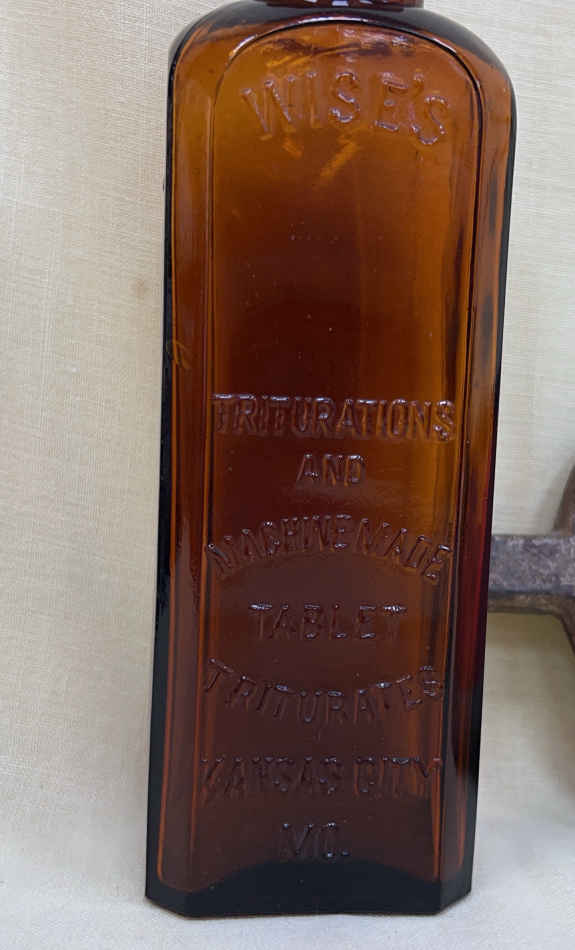 WISE'S
TRITURATIONS
AND
MACHINE MADE
TABLET
TRITURATES
KANSAS CITY
MO.